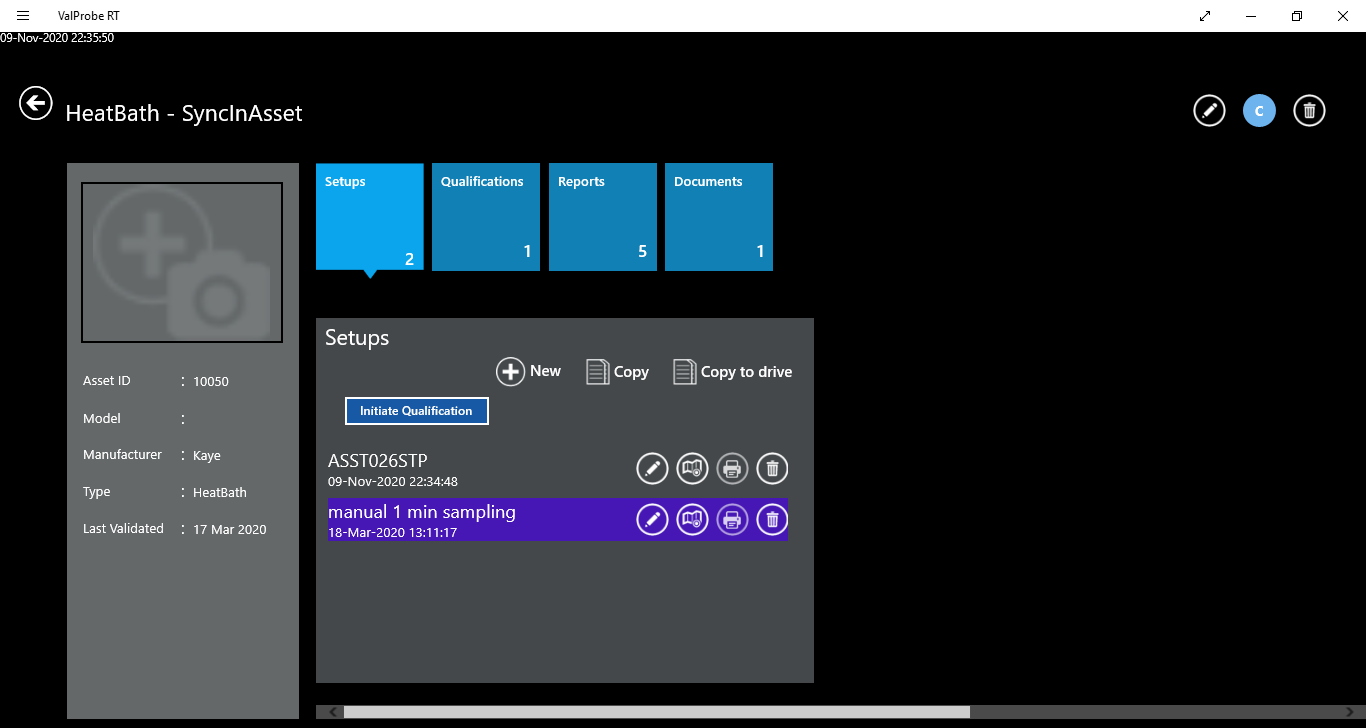 ValProbe RT
09-Nov-2020 22:35:50
HeatBath - SyncInAsset
C
Setups
2
Qualifications
1
Reports
5
Documents
1
Asset ID : 10050
Model :
Manufacturer : Kaye
Type : HeatBath
Last Validated : 17 Mar 2020
Setups
New Copy Copy to drive
Initiate Qualification
ASST026STP
09-Nov-2020 22:34:48
manual 1 min sampling
18-Mar-2020 13:11:17